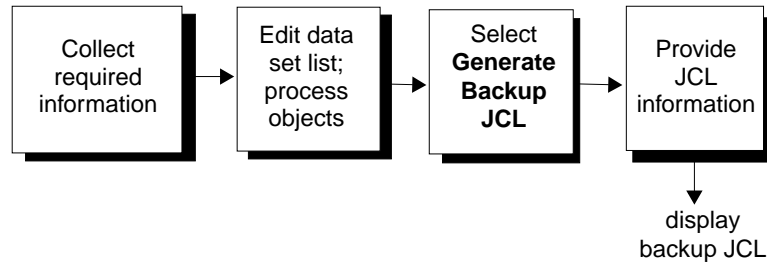 Collect
required
information
Edit data
set list;
process
objects
Select
Generate
Backup
JCL
Provide
JCL
information
display
backup JCL